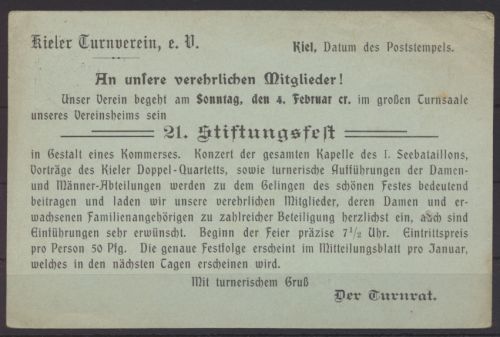 Kieler Turnverein, e. V.
Kiel, Datum des Poststempels.
An unsere verehrlichen Mitglieder!
Unser Verein begeht am Sonntag, den 4. Februar cr. im großen Turnsaale
unseres Vereinsheims sein
21. Stiftungsfest
in Gestalt eines Kommerses. Konzert der gesamten Kapelle des I. Seebataillons,
Vorträge des Kieler Doppel-Quartetts, sowie turnerische Aufführungen der Damen-
und Männer-Abteilungen werden zu dem Gelingen des schönen Festes bedeutend
beitragen und laden wir unsere verehrlichen Mitglieder, deren Damen und er-
wachsenen Familienangehörigen zu zahlreicher Beteiligung herzlichst ein, auch sind
Einführungen sehr erwünscht. Beginn der Feier präzise 7 1/2 Uhr. Eintrittspreis
pro Person 50 Pfg. Die genaue Festfolge erscheint im Mitteilungsblatt pro Januar,
welches in den nächsten Tagen erscheinen wird.
Mit turnerischem Gruß
Der Turnrat.